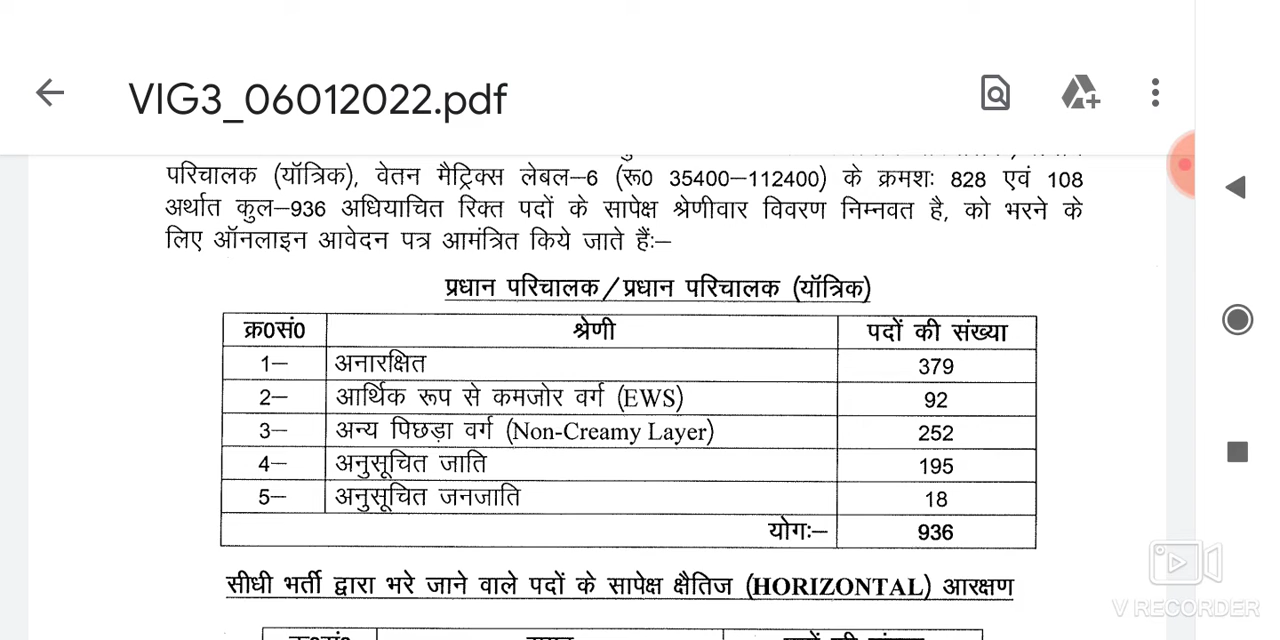 VIG3_06012022.pdf
परिचालक (यॉत्रिक), वेतन मैट्रिक्स लेबल–6 (रू0 35400–112400) के क्रमशः 828 एवं 108
अर्थात कुल–936 अधियाचित रिक्त पदों के सापेक्ष श्रेणीवार विवरण निम्नवत है, को भरने के
लिए ऑनलाइन आवेदन पत्र आमंत्रित किये जाते हैं:–
प्रधान परिचालक/प्रधान परिचालक (यॉत्रिक)
क्र0सं0 श्रेणी पदों की संख्या
1– अनारक्षित 379
2– आर्थिक रूप से कमजोर वर्ग (EWS) 92
3– अन्य पिछड़ा वर्ग (Non-Creamy Layer) 252
4– अनुसूचित जाति 195
5– अनुसूचित जनजाति 18
योगः– 936
सीधी भर्ती द्वारा भरे जाने वाले पदों के सापेक्ष क्षैतिज (HORIZONTAL) आरक्षण
V RECORDER